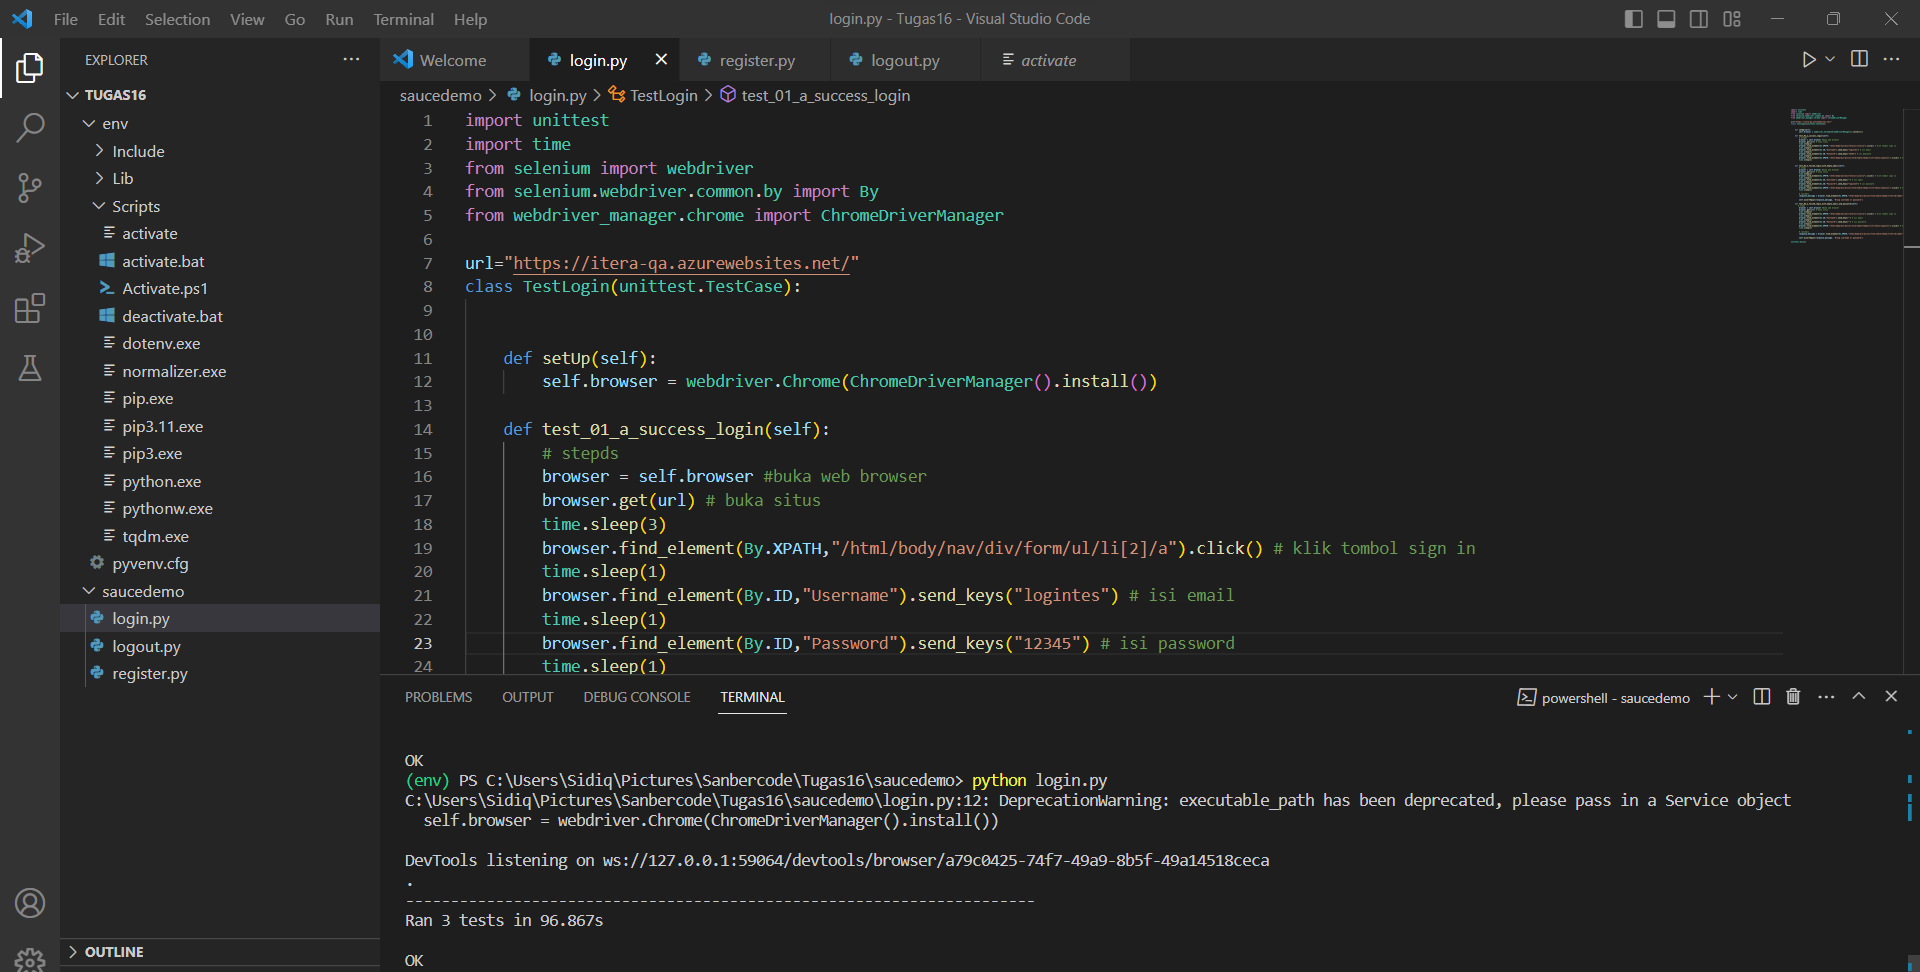 File Edit Selection View Go Run Terminal Help
login.py - Tugas16 - Visual Studio Code
EXPLORER
TUGAS16
env
Include
Lib
Scripts
activate
activate.bat
Activate.ps1
deactivate.bat
dotenv.exe
normalizer.exe
pip.exe
pip3.11.exe
pip3.exe
python.exe
pythonw.exe
tqdm.exe
pyvenv.cfg
saucedemo
login.py
logout.py
register.py
OUTLINE
Welcome login.py register.py logout.py activate
saucedemo > login.py > TestLogin > test_01_a_success_login
1 import unittest
2 import time
3 from selenium import webdriver
4 from selenium.webdriver.common.by import By
5 from webdriver_manager.chrome import ChromeDriverManager
6
7 url="https://itera-qa.azurewebsites.net/"
8 class TestLogin(unittest.TestCase):
9
10
11 def setUp(self):
12 self.browser = webdriver.Chrome(ChromeDriverManager().install())
13
14 def test_01_a_success_login(self):
15 # stepds
16 browser = self.browser #buka web browser
17 browser.get(url) # buka situs
18 time.sleep(3)
19 browser.find_element(By.XPATH,"/html/body/nav/div/form/ul/li[2]/a").click() # klik tombol sign in
20 time.sleep(1)
21 browser.find_element(By.ID,"Username").send_keys("logintes") # isi email
22 time.sleep(1)
23 browser.find_element(By.ID,"Password").send_keys("12345") # isi password
24 time.sleep(1)
PROBLEMS OUTPUT DEBUG CONSOLE TERMINAL
powershell - saucedemo
OK
(env) PS C:\Users\Sidiq\Pictures\Sanbercode\Tugas16\saucedemo> python login.py
C:\Users\Sidiq\Pictures\Sanbercode\Tugas16\saucedemo\login.py:12: DeprecationWarning: executable_path has been deprecated, please pass in a Service object
self.browser = webdriver.Chrome(ChromeDriverManager().install())
DevTools listening on ws://127.0.0.1:59064/devtools/browser/a79c0425-74f7-49a9-8b5f-49a14518ceca
.
----------------------------------------------------------------------
Ran 3 tests in 96.867s
OK